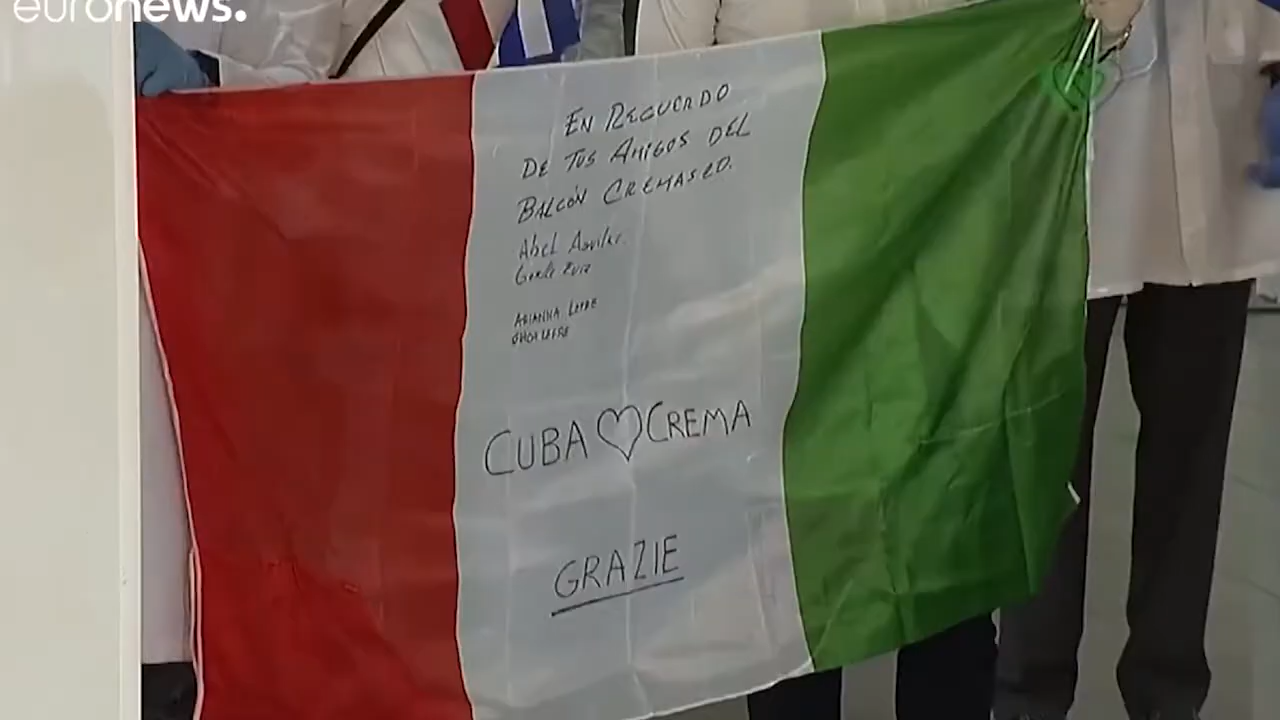 euronews.
EN RECUERDO
DE TUS AMIGOS DEL
BALCÓN CREMASCO.
Abel Aguilar
CUBA ♡ CREMA
GRAZIE